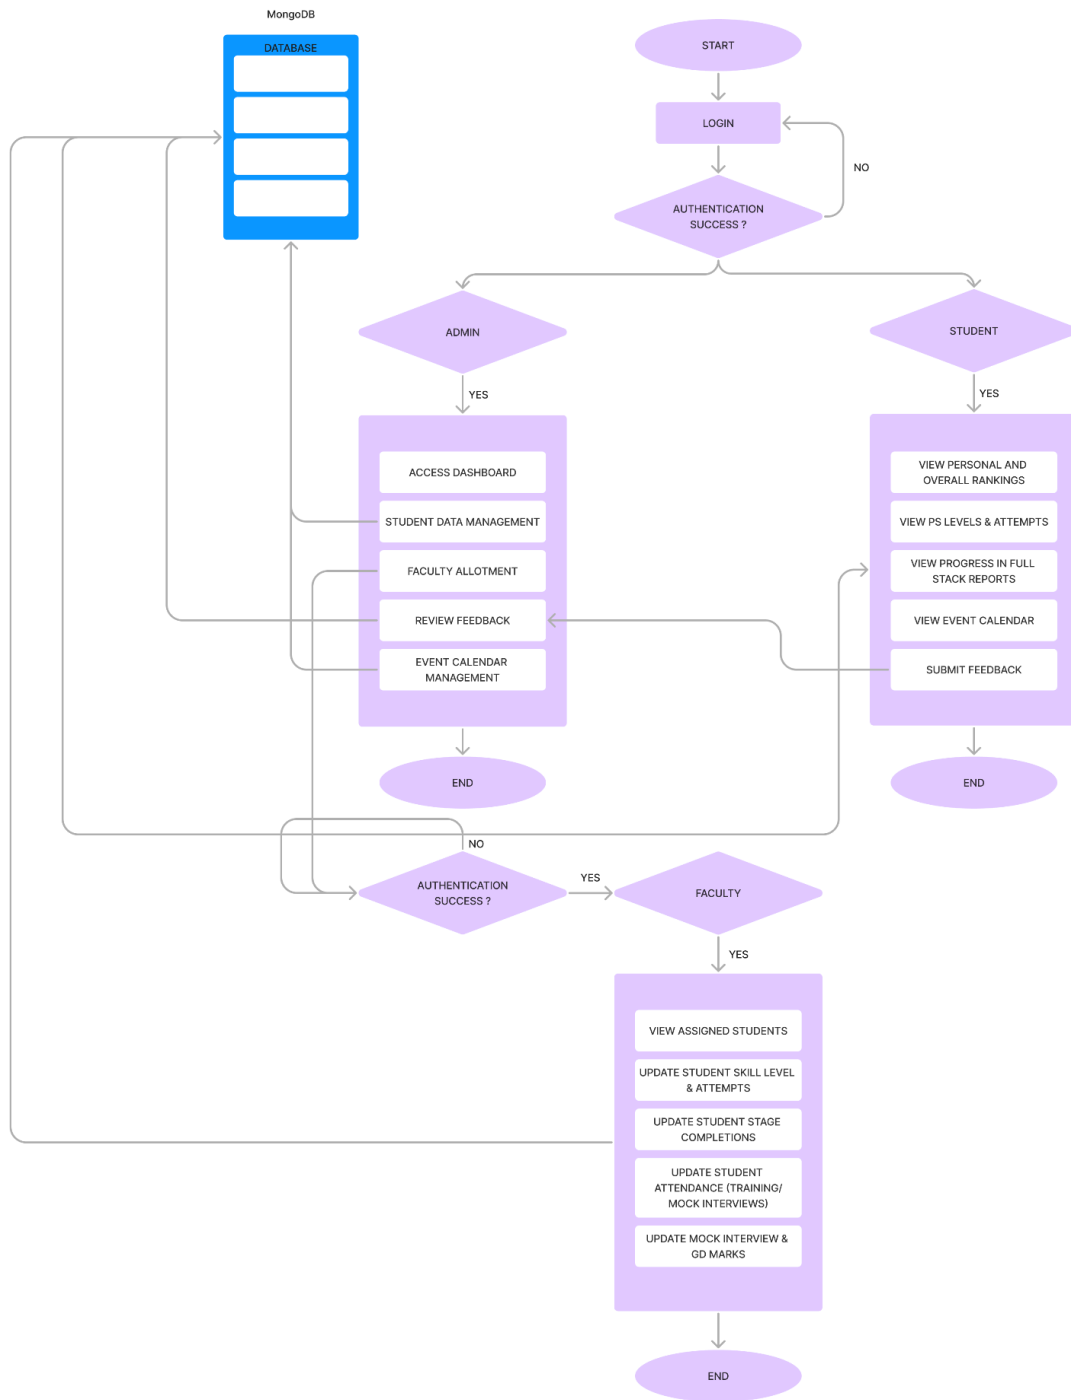 MongoDB
DATABASE
START
LOGIN
NO
AUTHENTICATION
SUCCESS ?
ADMIN
STUDENT
YES
YES
ACCESS DASHBOARD
STUDENT DATA MANAGEMENT
FACULTY ALLOTMENT
REVIEW FEEDBACK
EVENT CALENDAR
MANAGEMENT
VIEW PERSONAL AND
OVERALL RANKINGS
VIEW PS LEVELS & ATTEMPTS
VIEW PROGRESS IN FULL
STACK REPORTS
VIEW EVENT CALENDAR
SUBMIT FEEDBACK
END
END
NO
AUTHENTICATION
SUCCESS ?
YES
FACULTY
YES
VIEW ASSIGNED STUDENTS
UPDATE STUDENT SKILL LEVEL
& ATTEMPTS
UPDATE STUDENT STAGE
COMPLETIONS
UPDATE STUDENT
ATTENDANCE (TRAINING/
MOCK INTERVIEWS)
UPDATE MOCK INTERVIEW &
GD MARKS
END